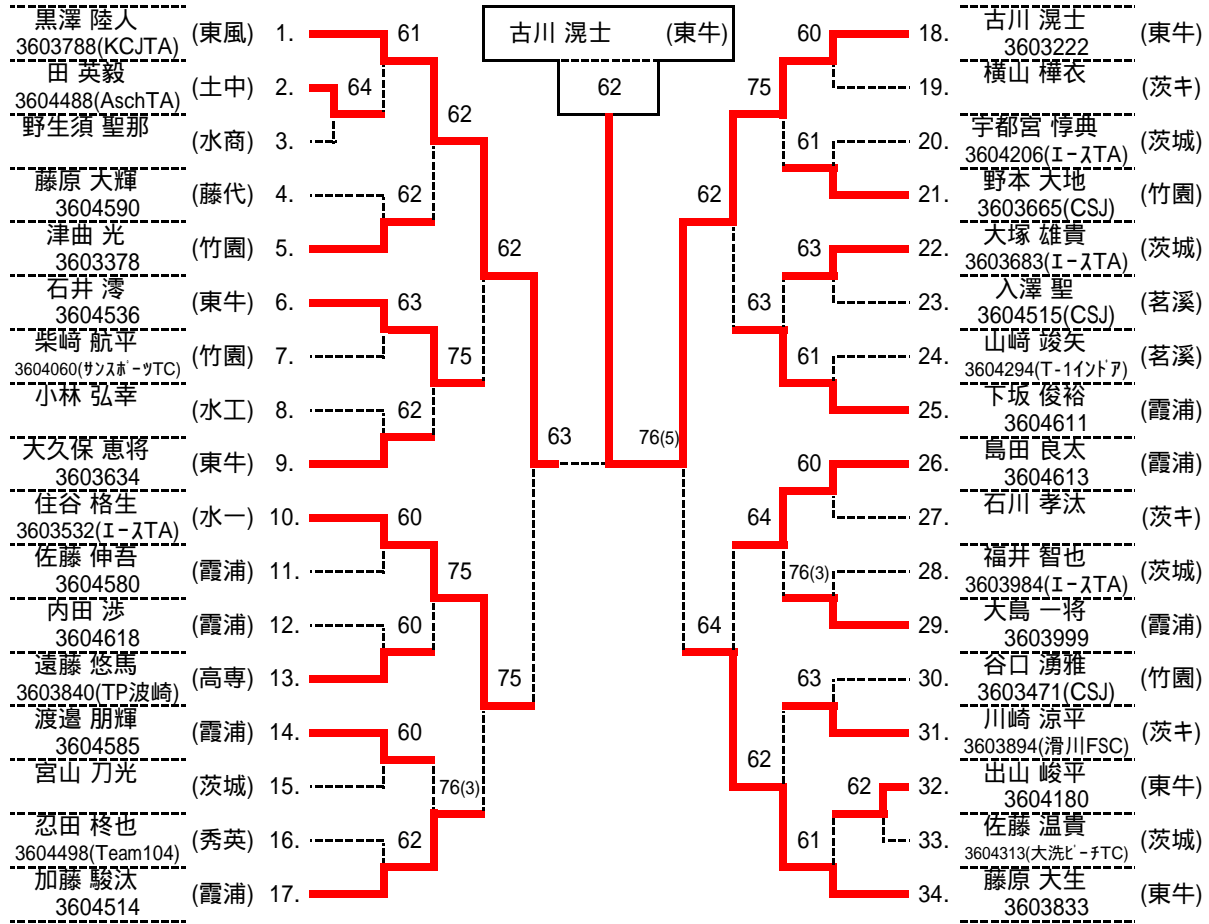 古川 滉士 (東牛)
62
黒澤 陸人
3603788(KCJTA)
(東風) 1.
田 英毅
3604488(AschTA)
(土中) 2.
野生須 聖那
(水商) 3.
藤原 大輝
3604590
(藤代) 4.
津曲 光
3603378
(竹園) 5.
石井 澪
3604536
(東牛) 6.
柴﨑 航平
3604060(サンスポーツTC)
(竹園) 7.
小林 弘幸
(水工) 8.
大久保 恵将
3603634
(東牛) 9.
住谷 格生
3603532(エースTA)
(水一) 10.
佐藤 伸吾
3604580
(霞浦) 11.
内田 渉
3604618
(霞浦) 12.
遠藤 悠馬
3603840(TP波崎)
(高専) 13.
渡邉 朋輝
3604585
(霞浦) 14.
宮山 刀光
(茨城) 15.
忍田 柊也
3604498(Team104)
(秀英) 16.
加藤 駿汰
3604514
(霞浦) 17.
61
64
62
62
62
63
75
62
63
60
75
60
75
60
76(3)
62
60
75
61
62
63
63
61
76(5)
60
64
76(3)
64
63
62
62
61
18. 古川 滉士
3603222
(東牛)
19. 横山 樺衣
(茨キ)
20. 宇都宮 惇典
3604206(エースTA)
(茨城)
21. 野本 大地
3603665(CSJ)
(竹園)
22. 大塚 雄貴
3603683(エースTA)
(茨城)
23. 入澤 聖
3604515(CSJ)
(茗溪)
24. 山﨑 竣矢
3604294(T-1インドア)
(茗溪)
25. 下坂 俊裕
3604611
(霞浦)
26. 島田 良太
3604613
(霞浦)
27. 石川 孝汰
(茨キ)
28. 福井 智也
3603984(エースTA)
(茨城)
29. 大島 一将
3603999
(霞浦)
30. 谷口 湧雅
3603471(CSJ)
(竹園)
31. 川崎 涼平
3603894(滑川FSC)
(茨キ)
32. 出山 峻平
3604180
(東牛)
33. 佐藤 温貴
3604313(大洗ビーチTC)
(茨城)
34. 藤原 大生
3603833
(東牛)